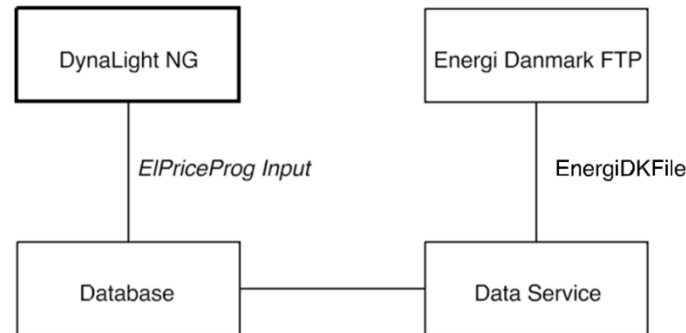 DynaLight NG
Energi Danmark FTP
ElPriceProg Input
EnergiDKFile
Database
Data Service